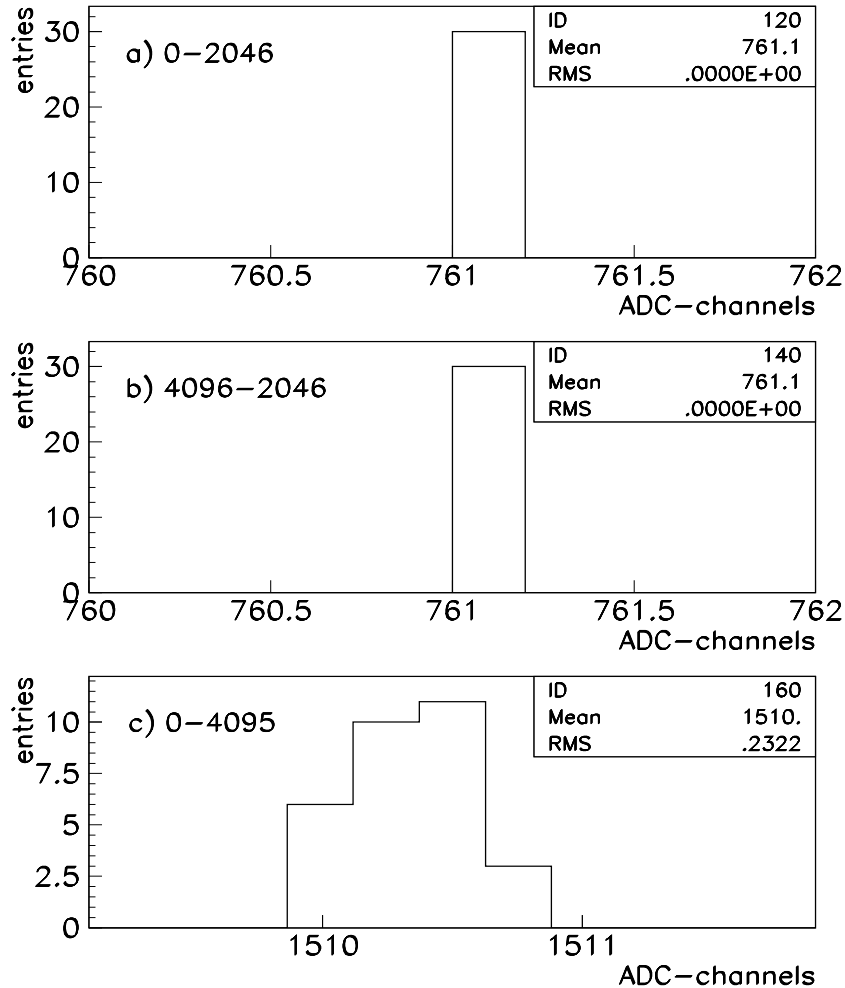 entries
30
20
10
0
a) 0-2046
ID 120
Mean 761.1
RMS .0000E+00
760 760.5 761 761.5 762
ADC-channels
entries
30
20
10
0
b) 4096-2046
ID 140
Mean 761.1
RMS .0000E+00
760 760.5 761 761.5 762
ADC-channels
entries
10
7.5
5
2.5
0
c) 0-4095
ID 160
Mean 1510.
RMS .2322
1510 1511
ADC-channels